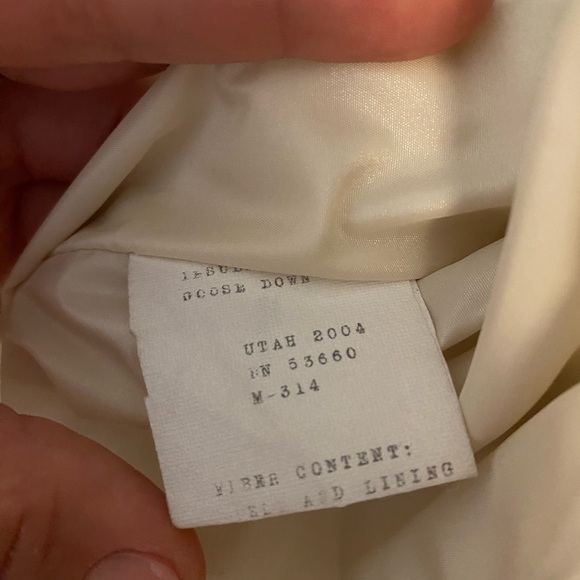 GOOSE DOWN
UTAH 2004
RN 53660
M-314
FIBER CONTENT:
AND LINING